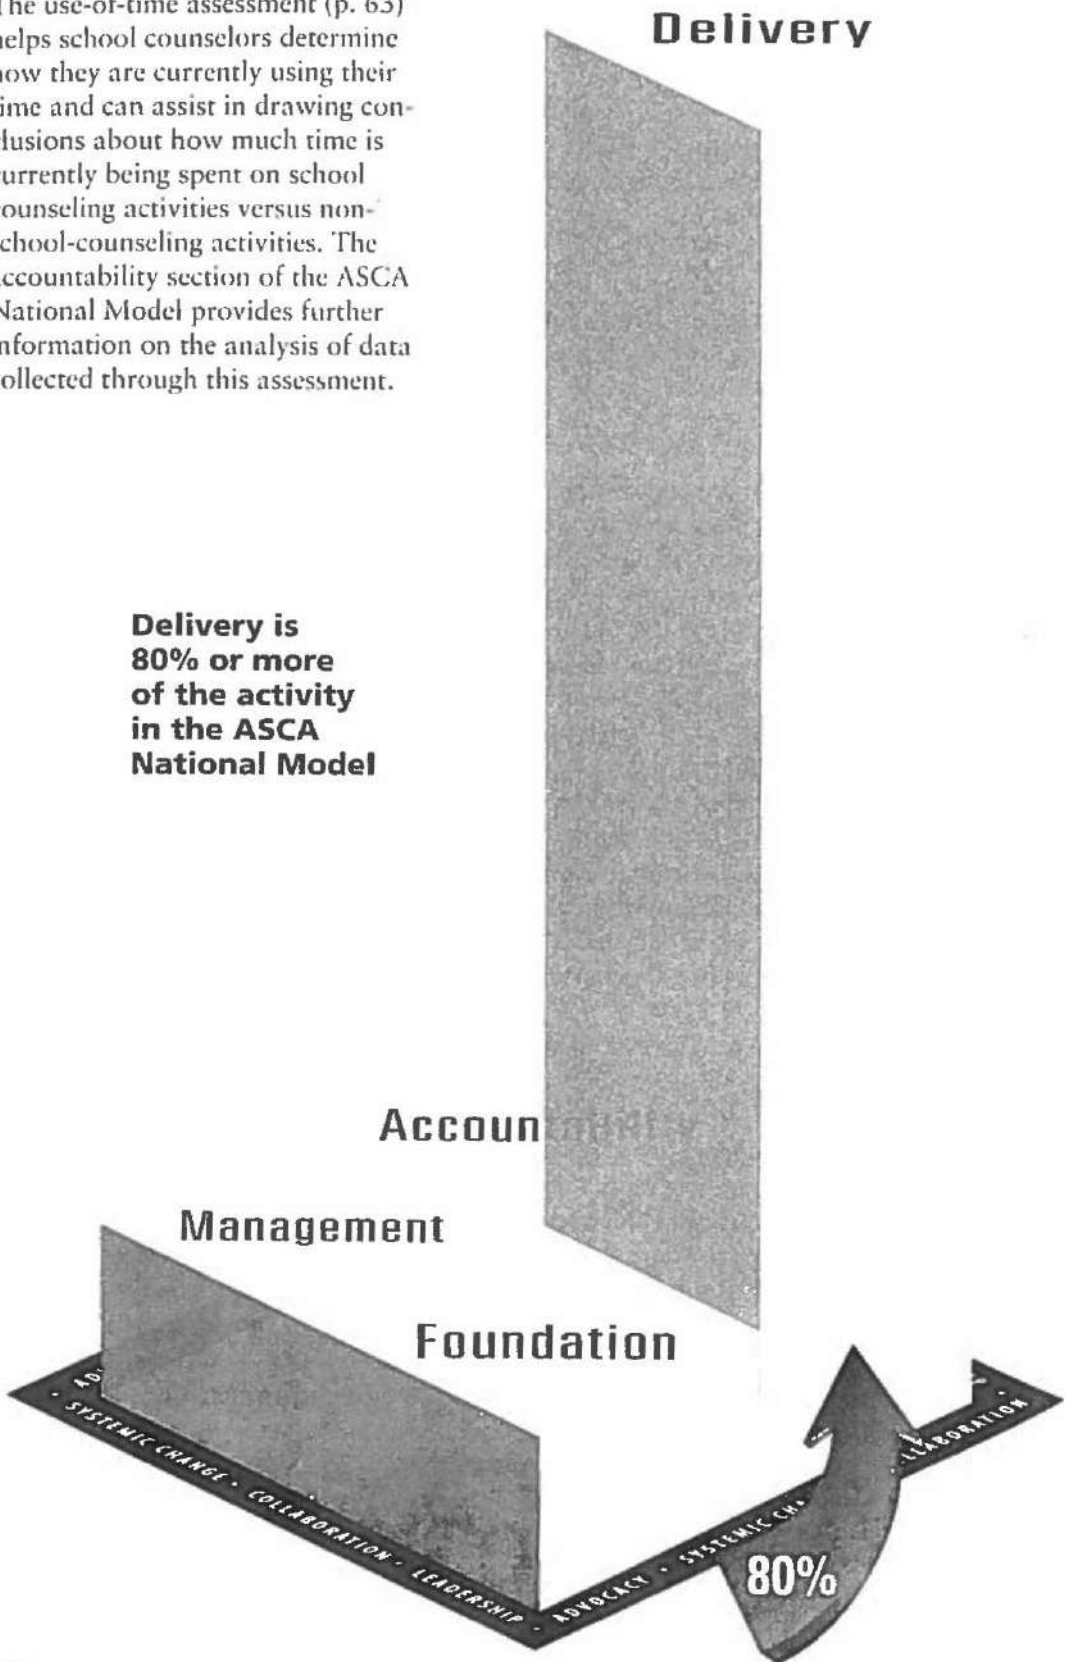 The use-of-time assessment (p. 63)
helps school counselors determine
how they are currently using their
time and can assist in drawing con-
clusions about how much time is
currently being spent on school
counseling activities versus non-
school-counseling activities. The
accountability section of the ASCA
National Model provides further
information on the analysis of data
collected through this assessment.
Delivery
Delivery is
80% or more
of the activity
in the ASCA
National Model
Accountability
Management
Foundation
• SYSTEMIC CHANGE • COLLABORATION • LEADERSHIP • ADVOCACY • SYSTEMIC CHA
LLABORATION
80%